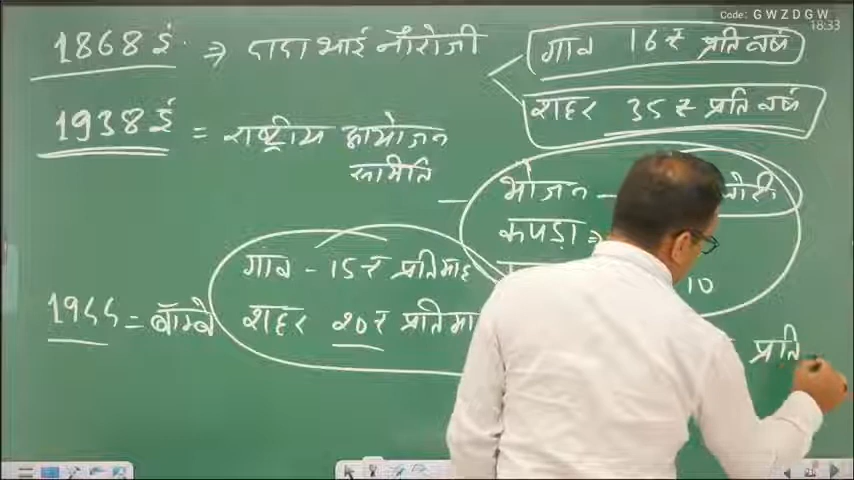 Code: G W Z D G W
18:33
1868 ई. ⇒ दादा भाई नौरोजी
गाव 16₹ प्रति वर्ष
शहर 35₹ प्रति वर्ष
1938 ई = राष्ट्रीय आयोजन
समिति
भोजन –
कपड़ा =
10
गाव - 15₹ प्रतिमाह
1944 = बॉम्बे
शहर 20₹ प्रतिमा
प्रति